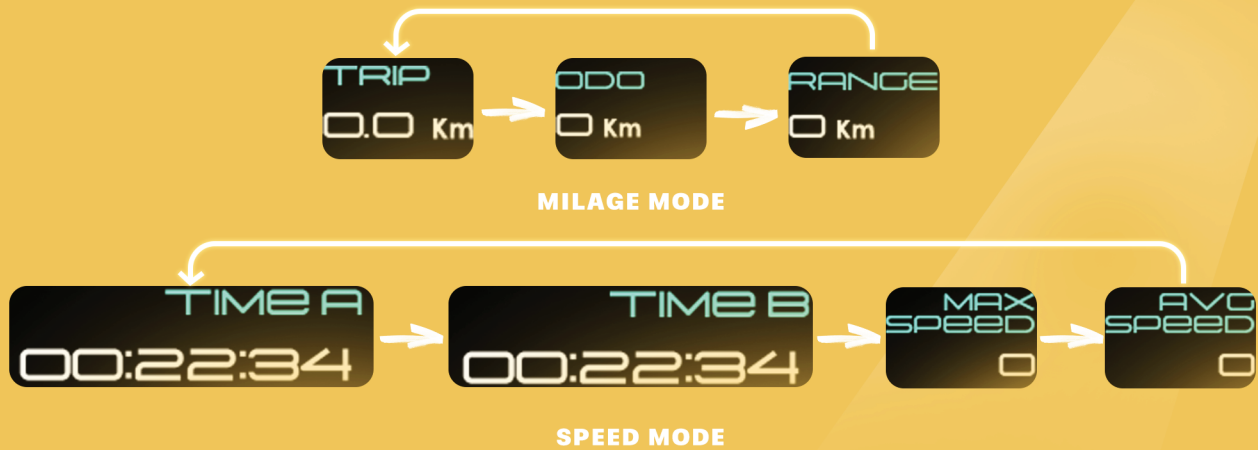 TRIP
0.0 Km
ODO
0 Km
RANGE
0 Km
MILAGE MODE
TIME A
00:22:34
TIME B
00:22:34
MAX
SPEED
0
AVG
SPEED
0
SPEED MODE